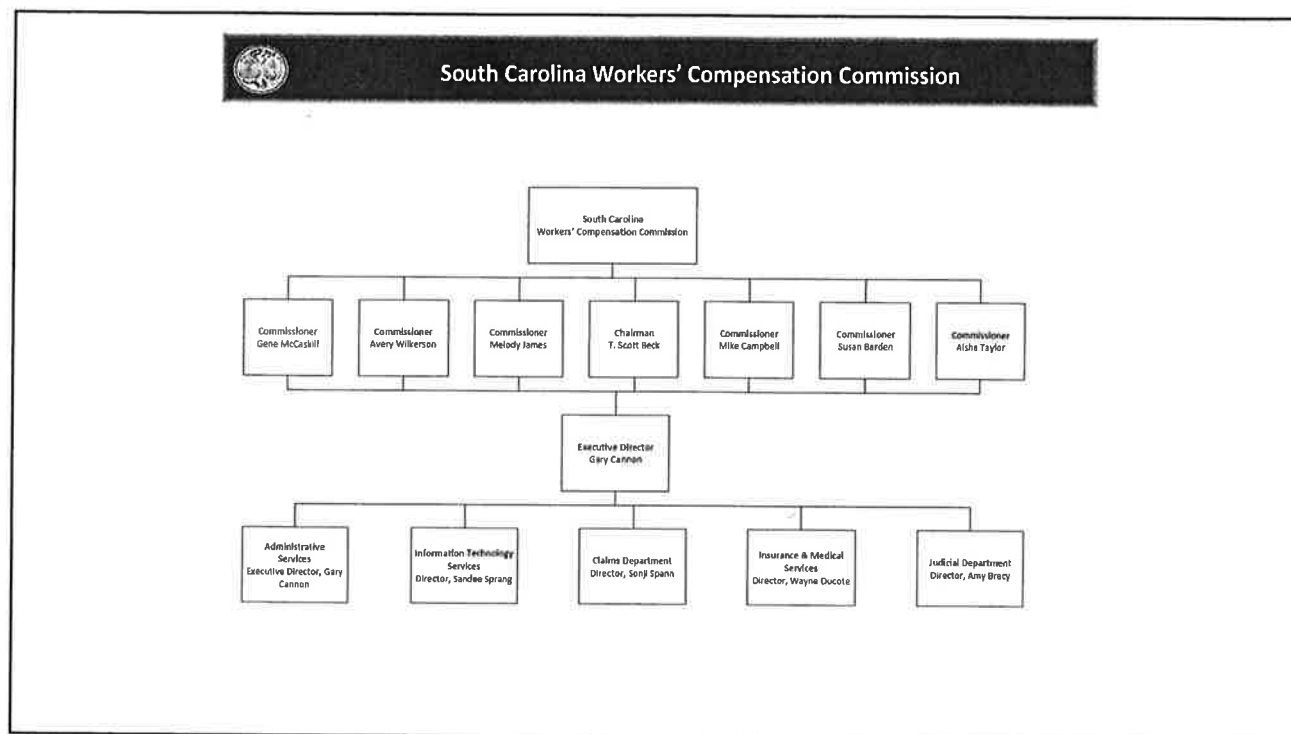 South Carolina Workers' Compensation Commission
South Carolina
Workers' Compensation Commission
Commissioner
Gene McCaskill
Commissioner
Avery Wilkerson
Commissioner
Melody James
Chairman
T. Scott Beck
Commissioner
Mike Campbell
Commissioner
Susan Barden
Commissioner
Aisha Taylor
Executive Director
Gary Cannon
Administrative
Services
Executive Director, Gary
Cannon
Information Technology
Services
Director, Sandee Sprang
Claims Department
Director, Sonji Spann
Insurance & Medical
Services
Director, Wayne Ducote
Judicial Department
Director, Amy Bracy